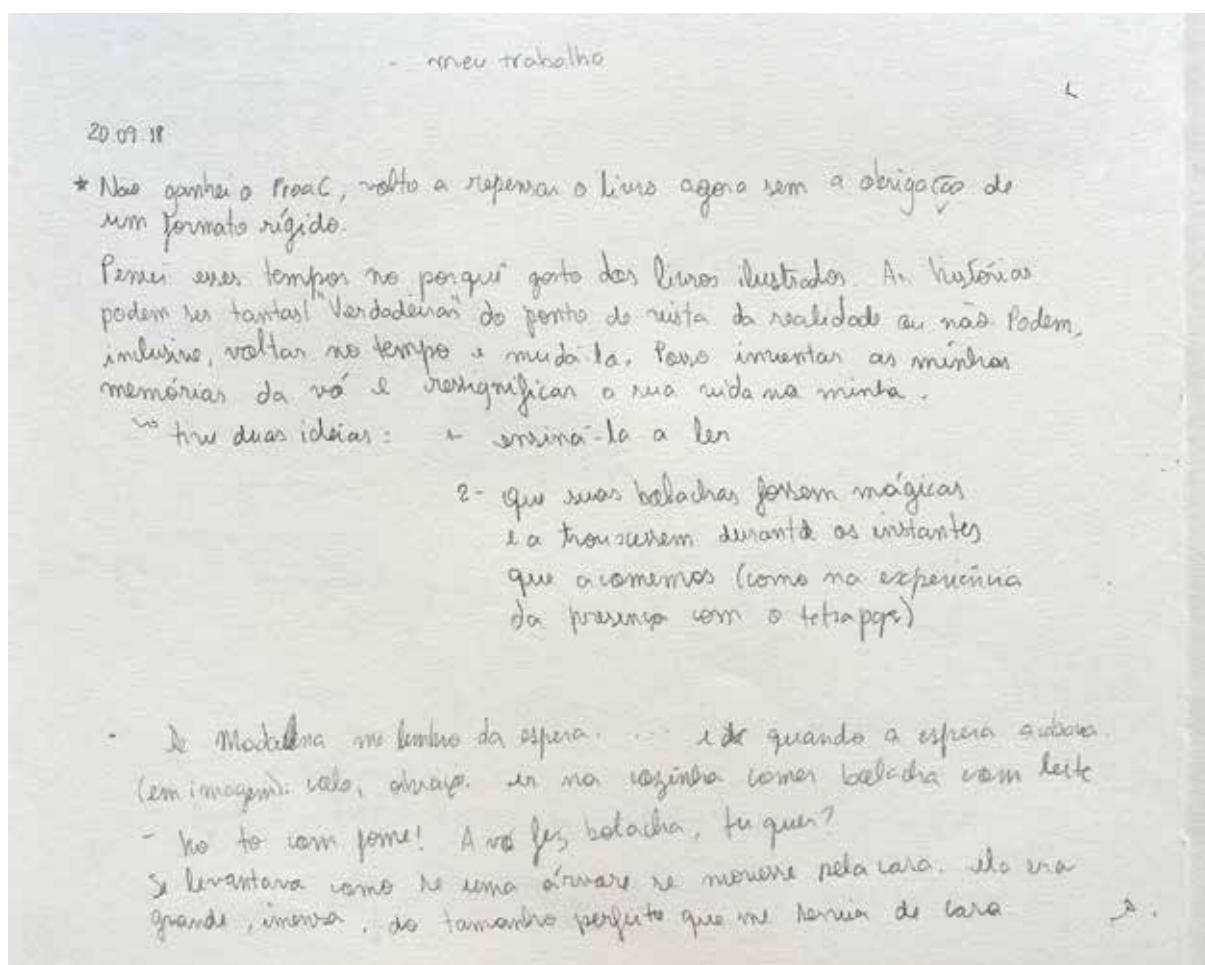 - meu trabalho
20.09.18
* Não ganhei o ProaC, volto a repensar o livro agora sem a obrigação de
um formato rígido.
Pensei esses tempos no porquê gosto dos livros ilustrados. As histórias
podem ser tantas! "Verdadeiras" do ponto de vista da realidade ou não. Podem,
inclusive, voltar no tempo e mudá-la. Posso inventar as minhas
memórias da vó e ressignificar a sua vida na minha.
tive duas ideias: 1- ensiná-la a ler
2- que suas bolachas fossem mágicas
e a trouxessem durante os instantes
que a comemos (como na experiência
da presença com o
- De Madalena me lembro da espera. ... e de quando a espera acabava.
(em imagem): colo, abraço. ir na cozinha comer bolacha com leite
- to com fome! A vó fez bolacha, tu quer?
Se levantava como se uma árvore se movesse pela casa. ela era
grande, imensa, do tamanho perfeito que me servia de casa